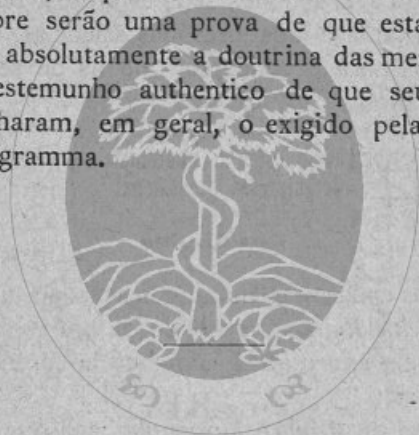 ore serão uma prova de que esta
absolutamente a doutrina das me
estemunho authentico de que seu
haram, em geral, o exigido pela
gramma.